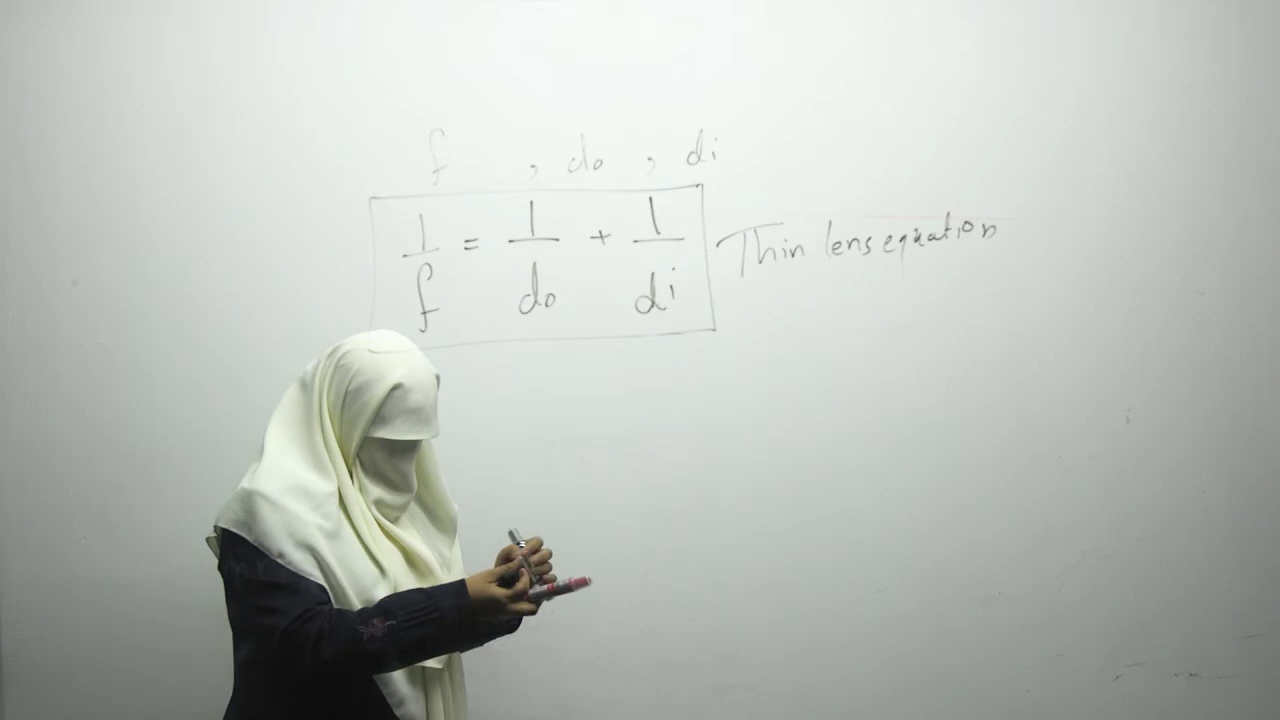 f , do , di
1/f = 1/do + 1/di Thin lens equation